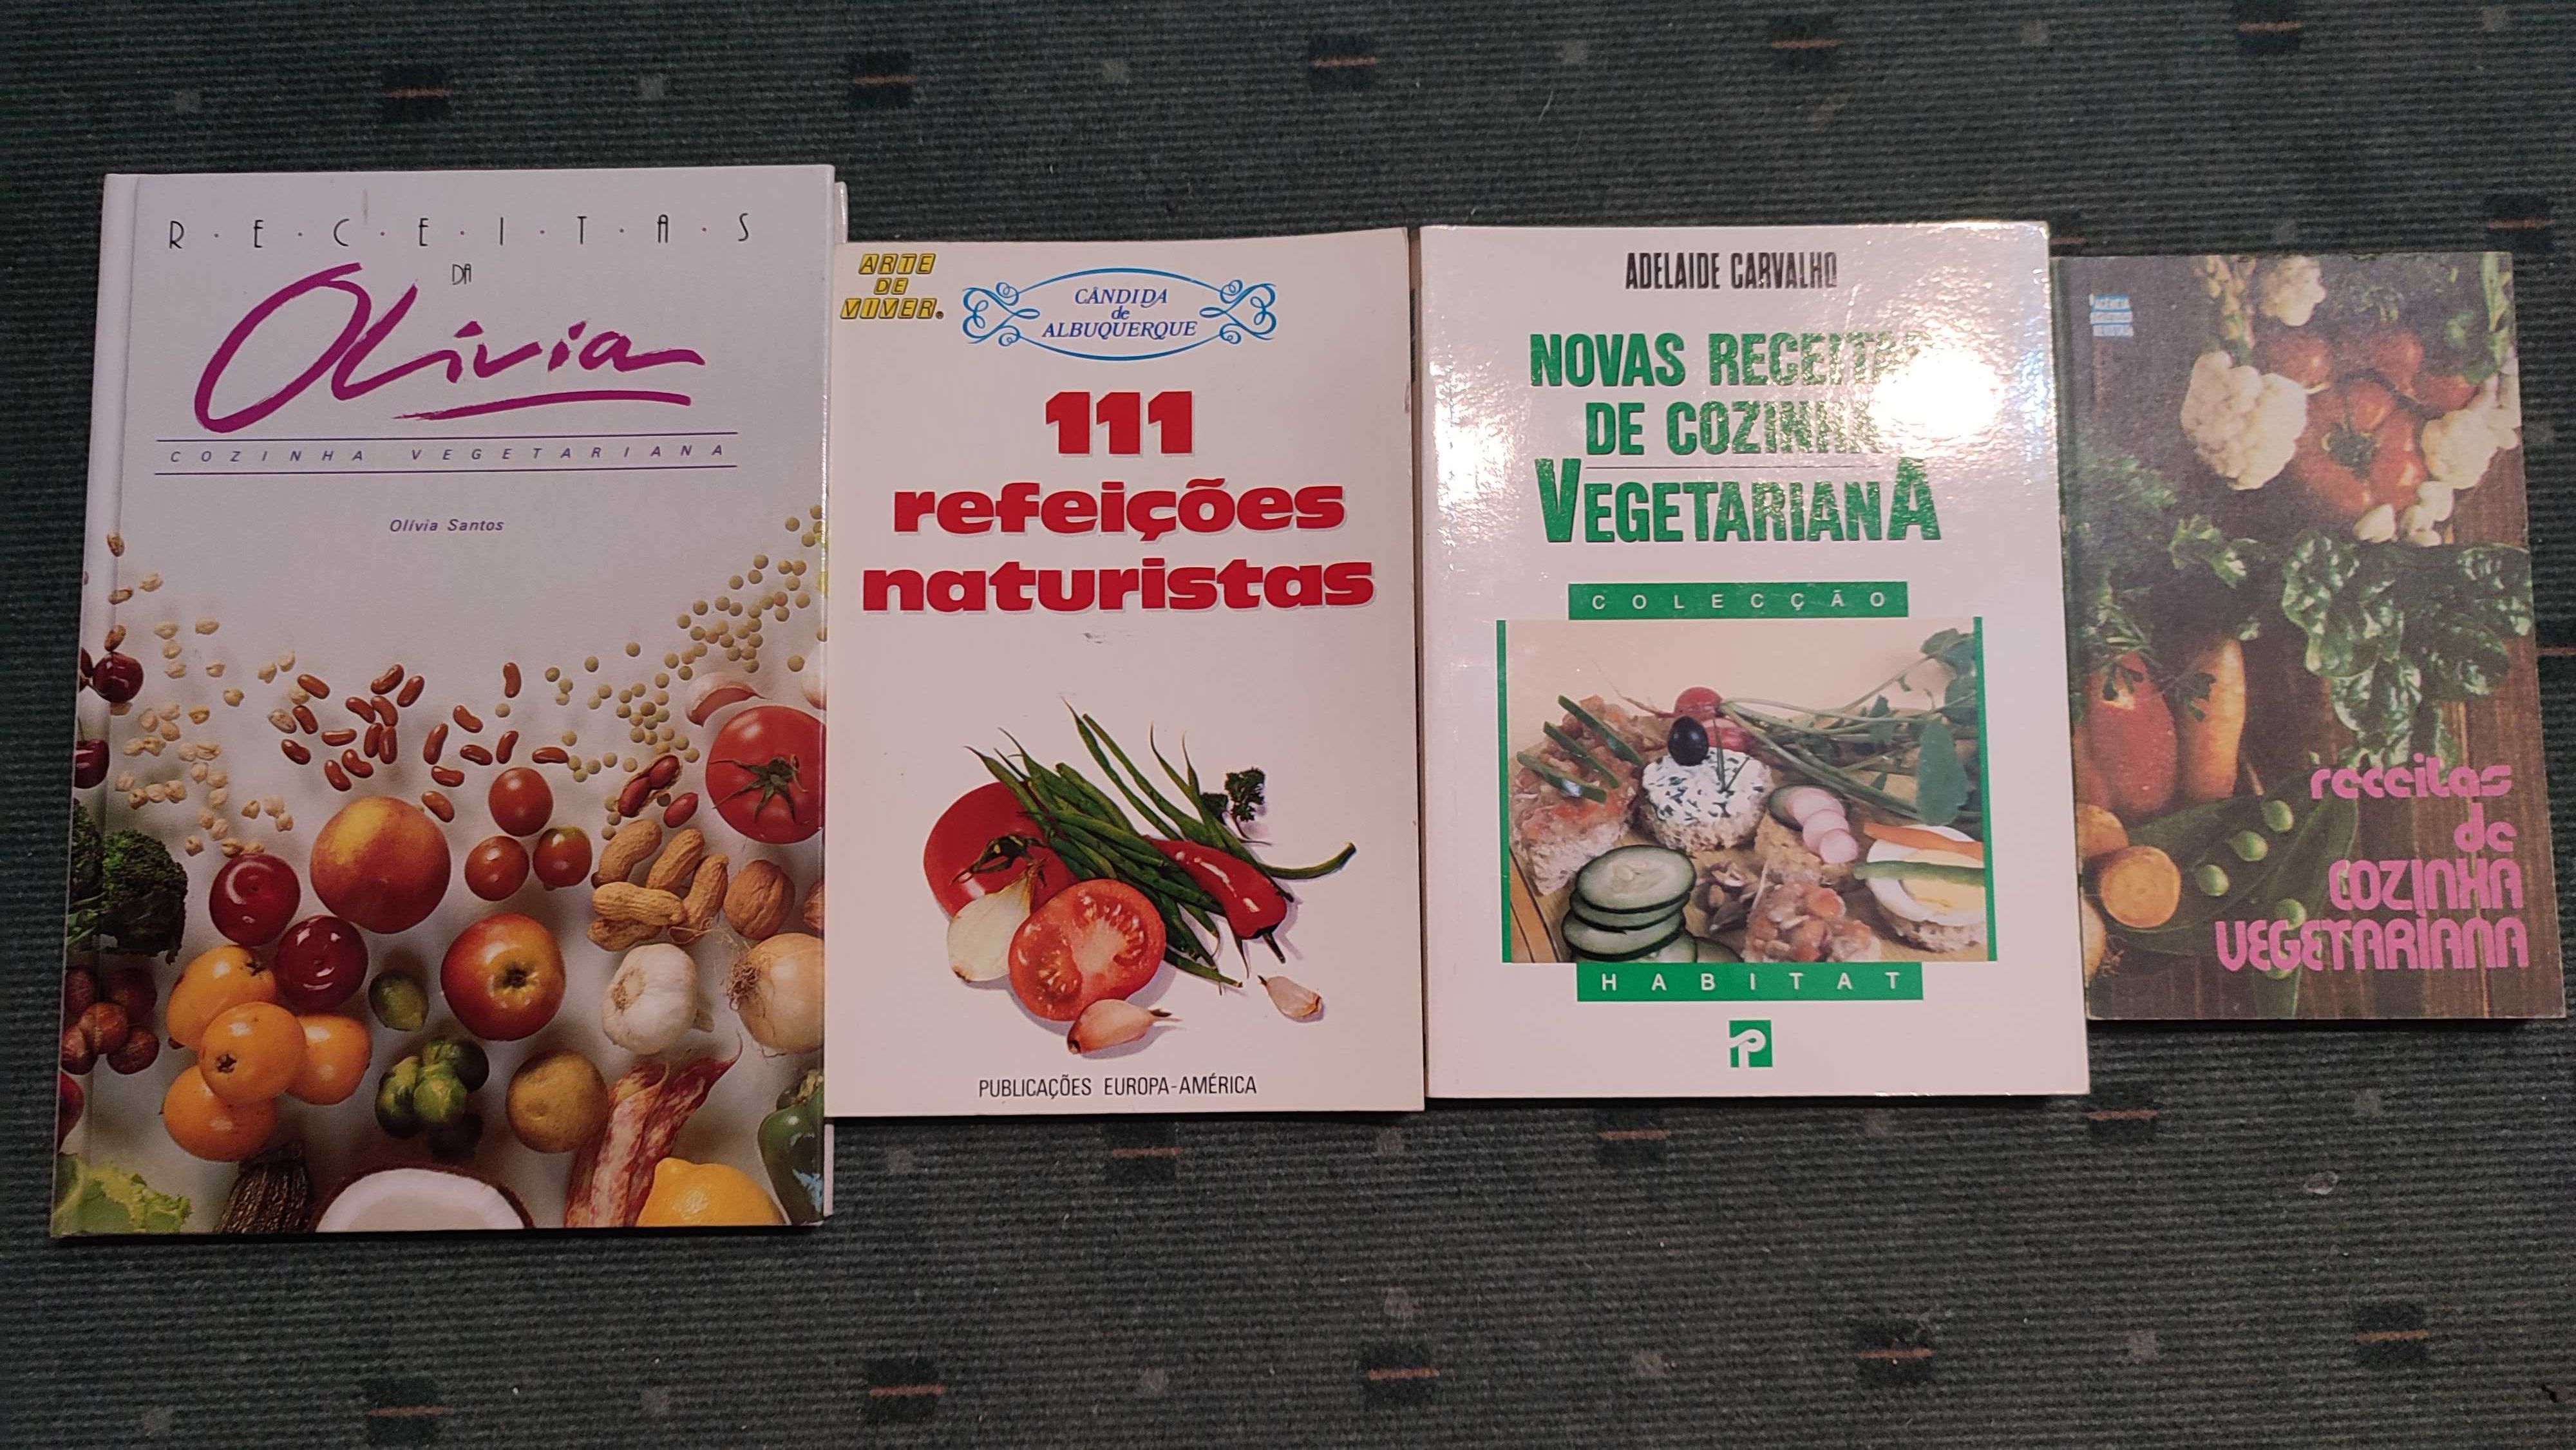 R·E·C·E·I·T·A·S
DA
Olivia
COZINHA VEGETARIANA
Olívia Santos
ARTE
DE
VIVER®
CÂNDIDA
de
ALBUQUERQUE
111
refeições
naturistas
PUBLICAÇÕES EUROPA-AMÉRICA
ADELAIDE CARVALHO
NOVAS RECEITAS
DE COZINHA
VEGETARIANA
COLECÇÃO
HABITAT
P
receitas
de
COZINHA
VEGETARIANA